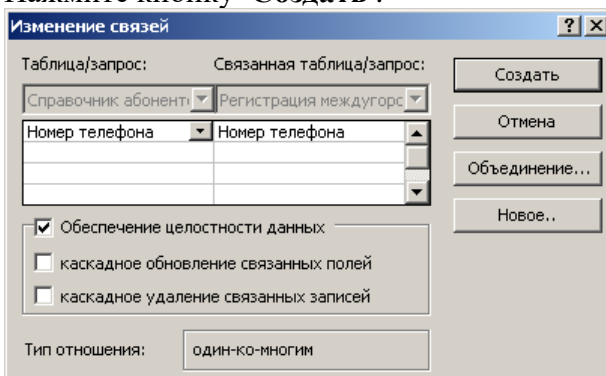 Нажмите кнопку "Создать".
Изменение связей
Таблица/запрос: Связанная таблица/запрос:
Справочник абоненте Регистрация междугорс
Номер телефона Номер телефона
Обеспечение целостности данных
каскадное обновление связанных полей
каскадное удаление связанных записей
Тип отношения: один-ко-многим
Создать
Отмена
Объединение...
Новое..